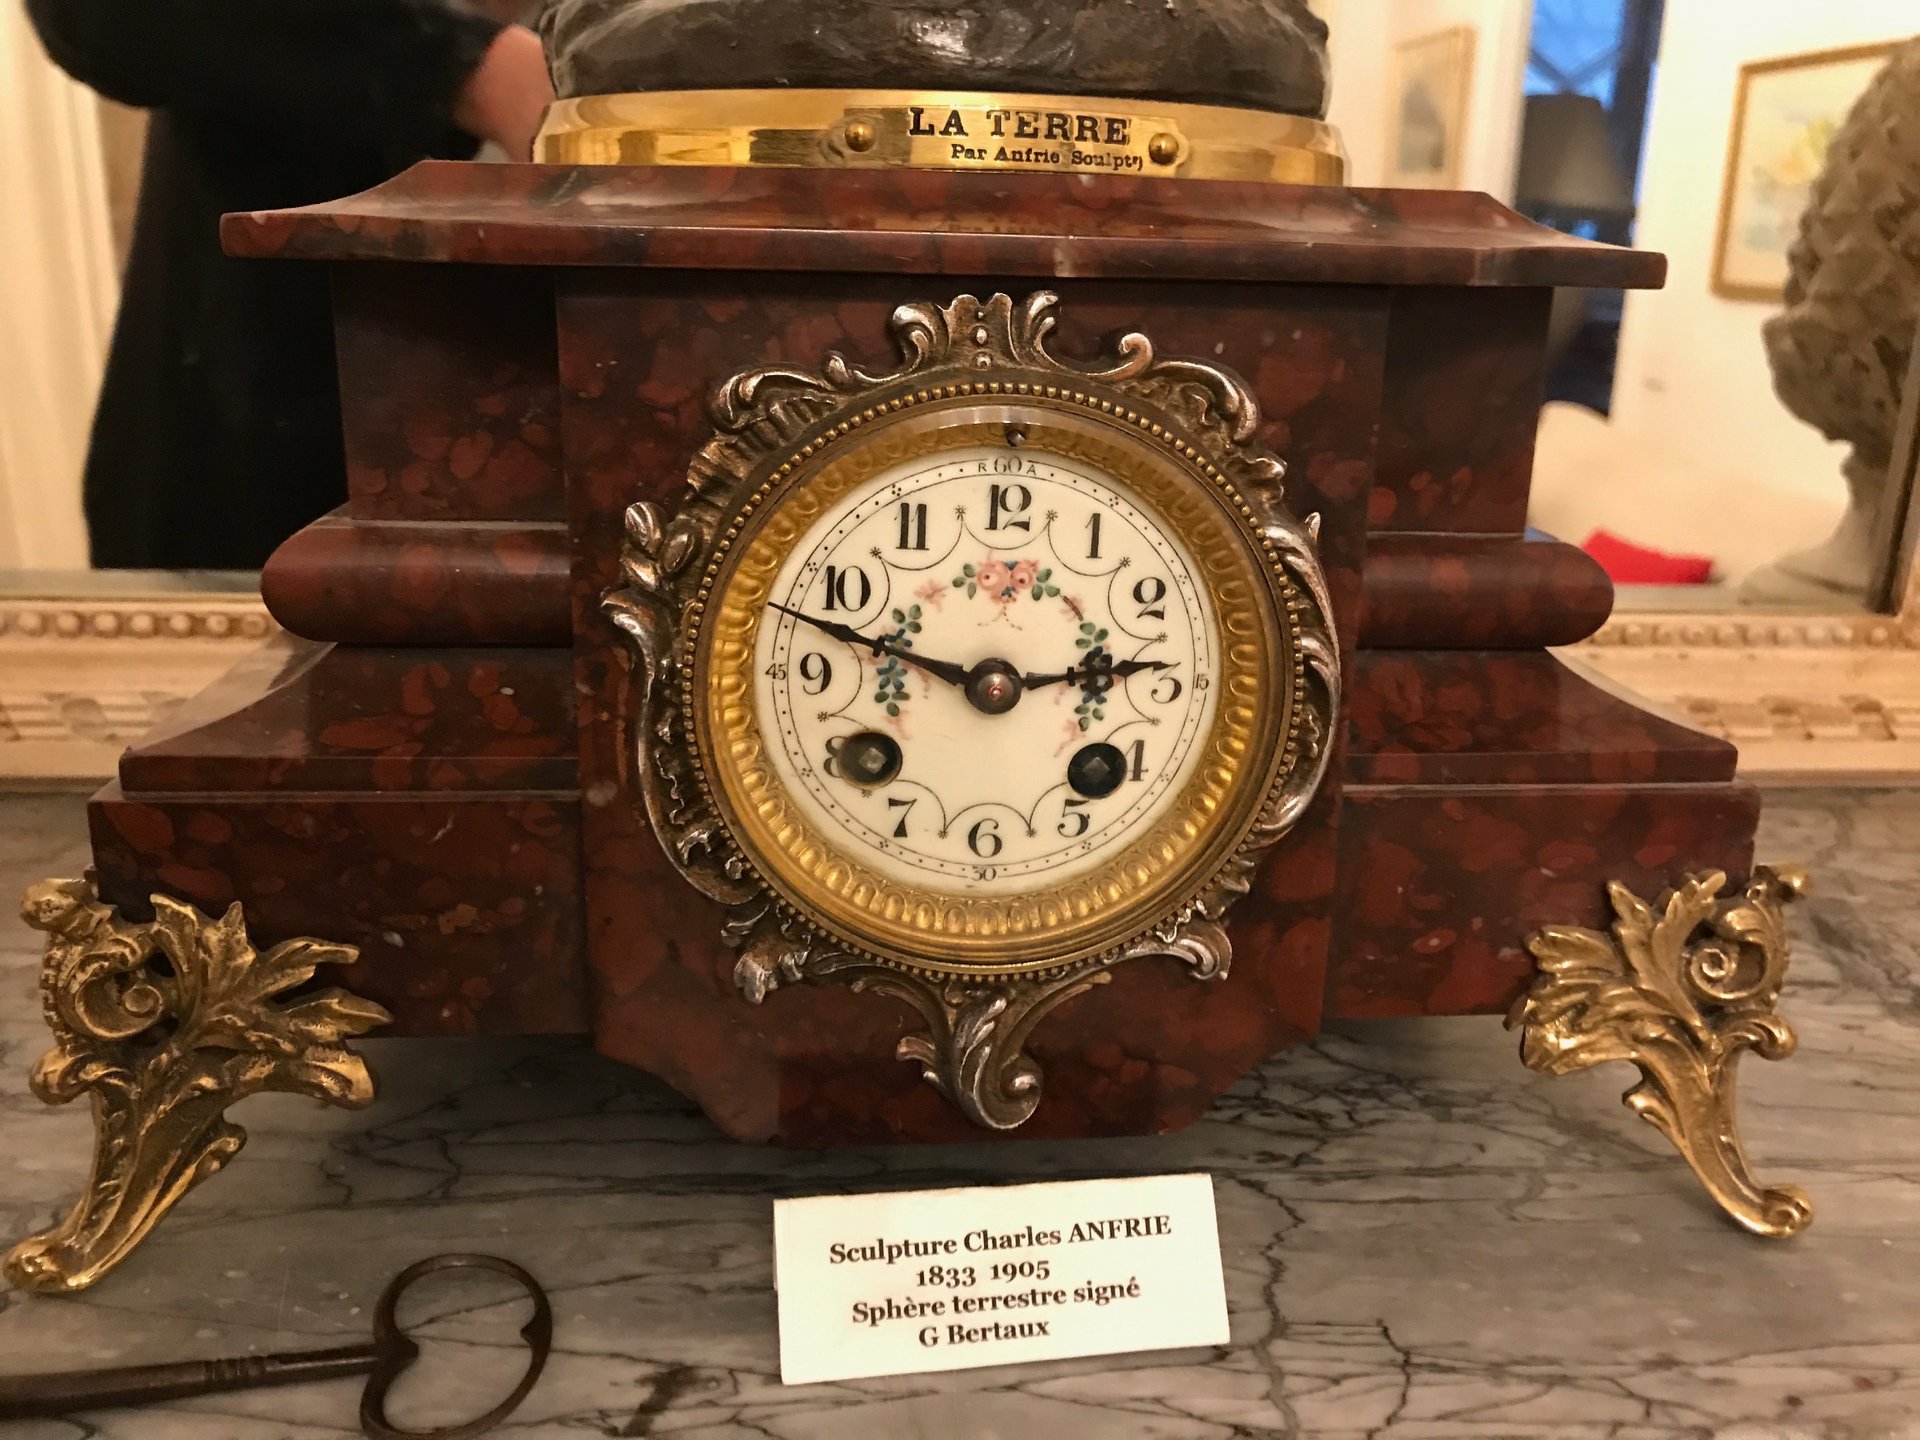 LA TERRE
Par Anfrie Sculptr)
R 60 A
12
11
1
10
2
45 9
3 15
8
4
7
5
6
30
Sculpture Charles ANFRIE
1833 1905
Sphère terrestre signé
G Bertaux